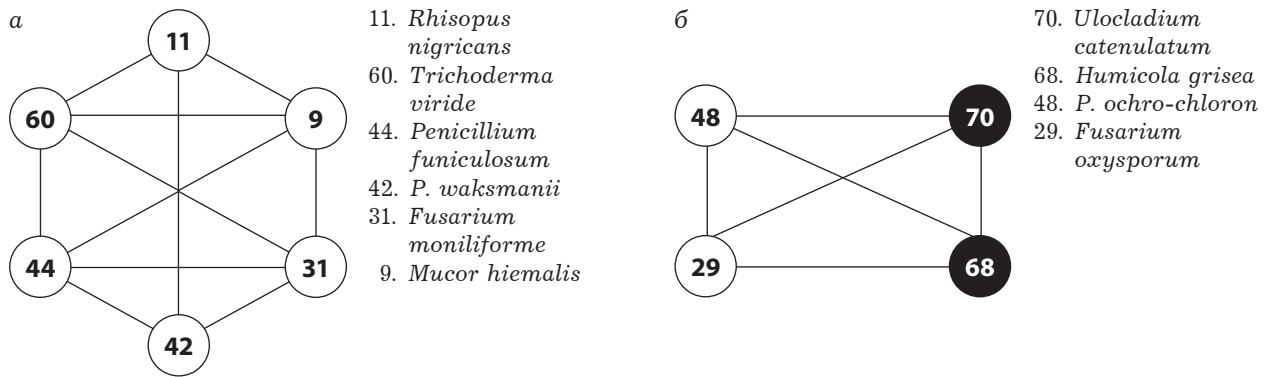 а
11
60
9
44
31
42
11. Rhisopus
nigricans
60. Trichoderma
viride
44. Penicillium
funiculosum
42. P. waksmanii
31. Fusarium
moniliforme
9. Mucor hiemalis
б
48
70
29
68
70. Ulocladium
catenulatum
68. Humicola grisea
48. P. ochro-chloron
29. Fusarium
oxysporum